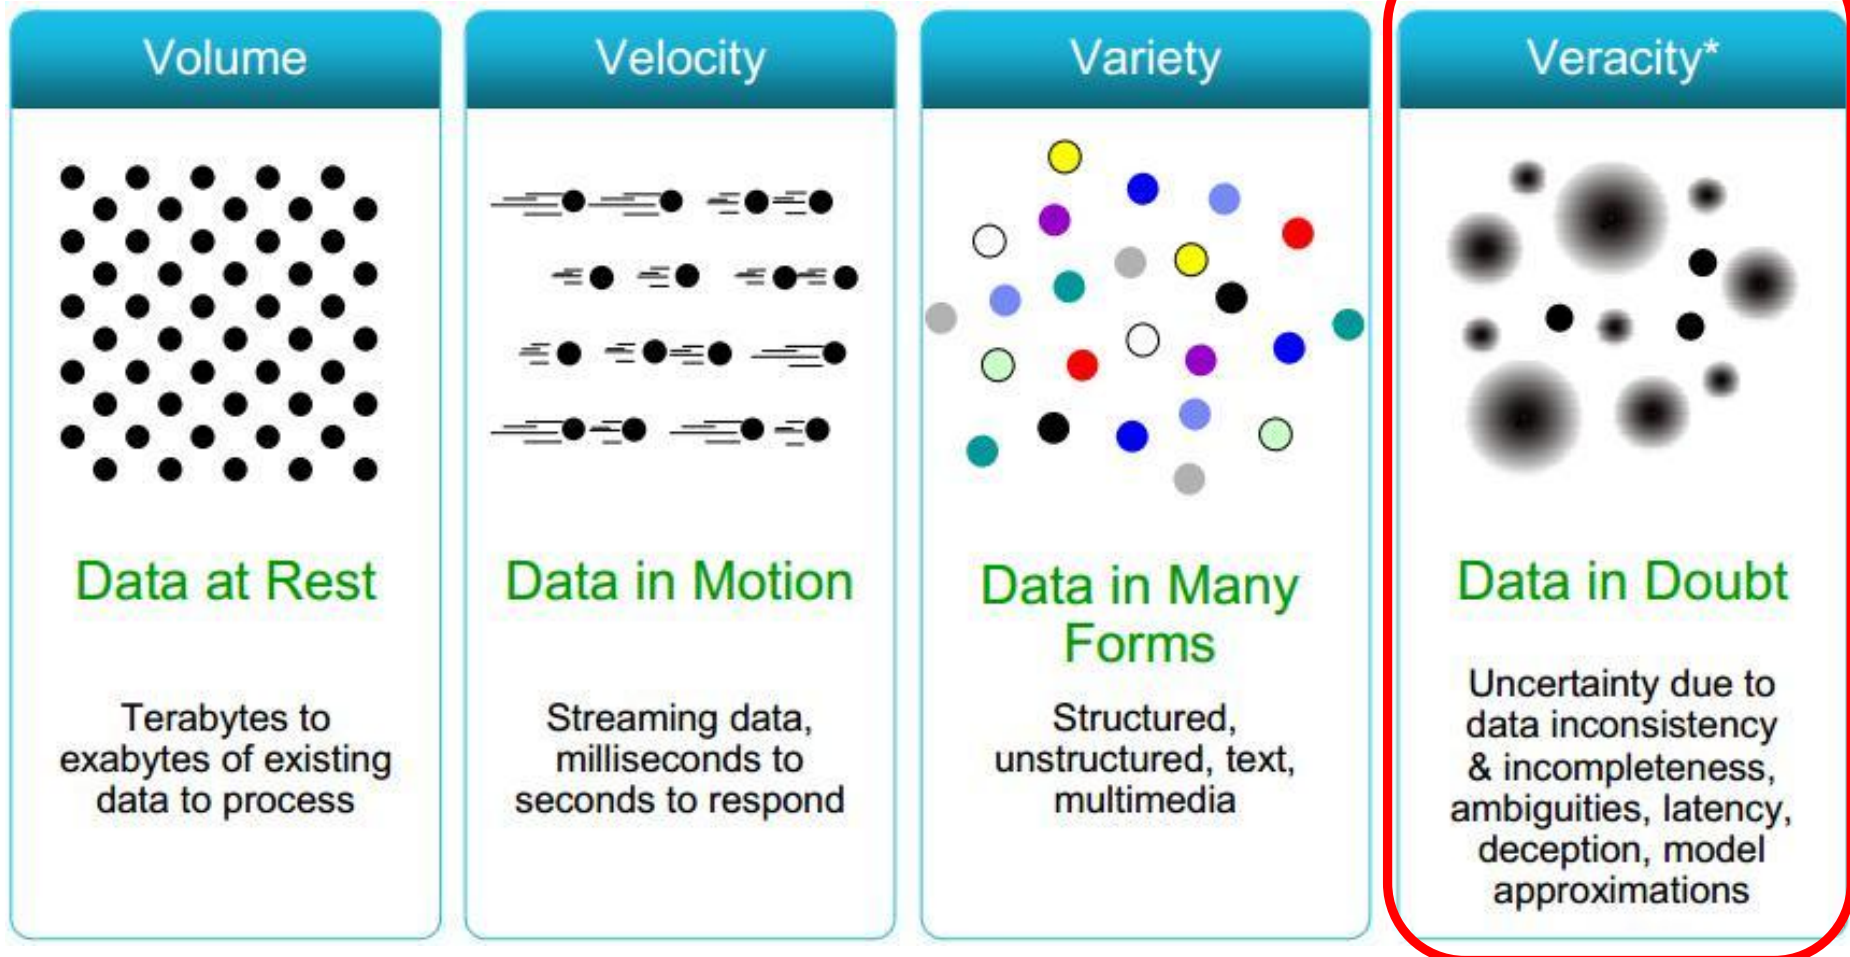 Volume
Data at Rest
Terabytes to
exabytes of existing
data to process
Velocity
Data in Motion
Streaming data,
milliseconds to
seconds to respond
Variety
Data in Many
Forms
Structured,
unstructured, text,
multimedia
Veracity*
Data in Doubt
Uncertainty due to
data inconsistency
& incompleteness,
ambiguities, latency,
deception, model
approximations